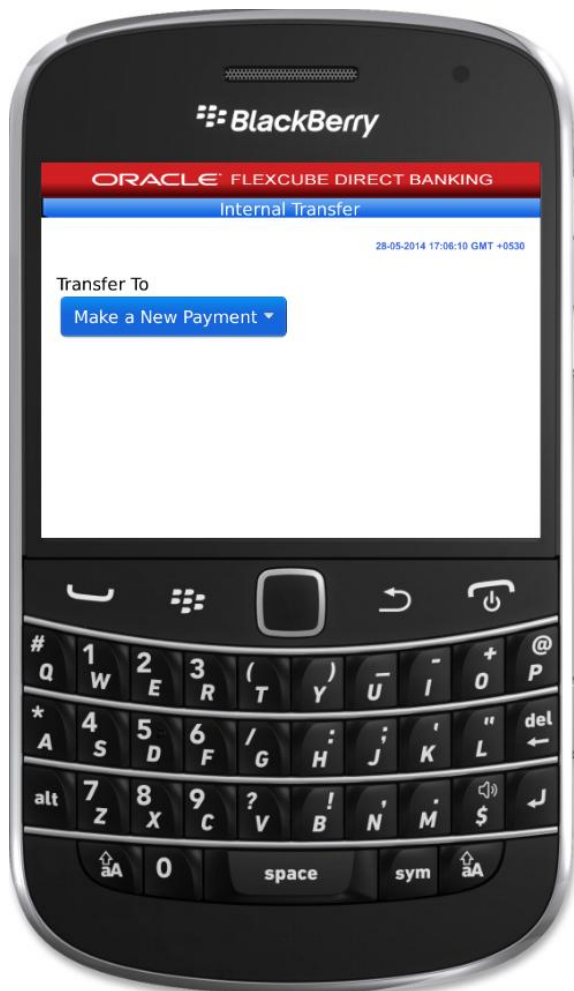 BlackBerry
ORACLE FLEXCUBE DIRECT BANKING
Internal Transfer
28-05-2014 17:06:10 GMT +0530
Transfer To
Make a New Payment
# Q 1 W 2 E 3 R ( T ) Y _ U - I + O @ P
* A 4 S 5 D 6 F / G : H ; J ' K " L del
alt 7 Z 8 X 9 C ? V ! B , N . M $
aA 0 space sym aA